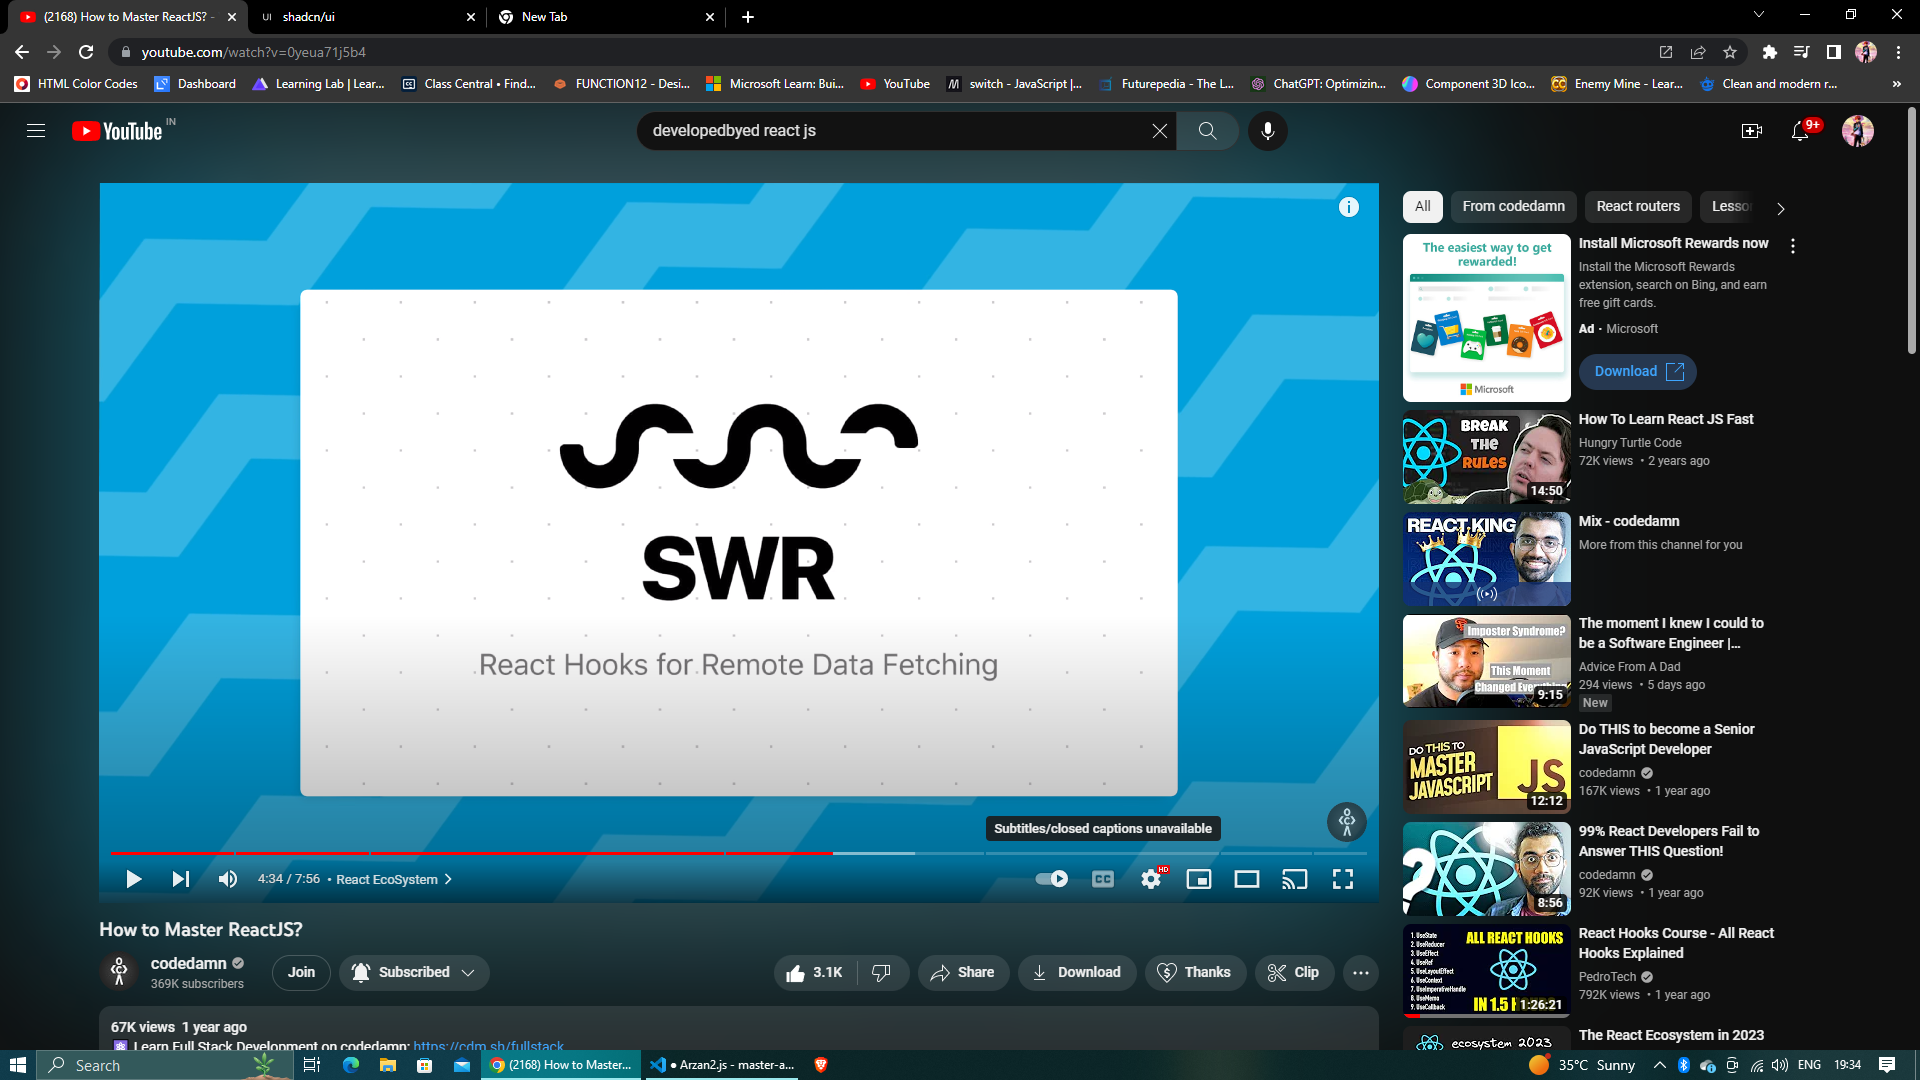 (2168) How to Master ReactJS? -
UI shadcn/ui
New Tab
youtube.com/watch?v=0yeua71j5b4
HTML Color Codes
Dashboard
Learning Lab | Lear...
Class Central • Find...
FUNCTION12 - Desi...
Microsoft Learn: Bui...
YouTube
switch - JavaScript |...
Futurepedia - The L...
ChatGPT: Optimizin...
Component 3D Ico...
Enemy Mine - Lear...
Clean and modern r...
»
YouTube IN
developedbyed react js
9+
SWR
React Hooks for Remote Data Fetching
Subtitles/closed captions unavailable
4:34 / 7:56 • React EcoSystem
CC
HD
How to Master ReactJS?
codedamn
369K subscribers
Join
Subscribed
3.1K
Share
Download
Thanks
Clip
67K views 1 year ago
Learn Full Stack Development on codedamn: https://cdm.sh/fullstack
All
From codedamn
React routers
Lesso
The easiest way to get
rewarded!
Microsoft
Install Microsoft Rewards now
Install the Microsoft Rewards
extension, search on Bing, and earn
free gift cards.
Ad • Microsoft
Download
BREAK
THE
RULES
14:50
How To Learn React JS Fast
Hungry Turtle Code
72K views • 2 years ago
REACT KING
Mix - codedamn
More from this channel for you
Imposter Syndrome?
This Moment
Changed Everything
9:15
The moment I knew I could to
be a Software Engineer |...
Advice From A Dad
294 views • 5 days ago
New
DO THIS TO
MASTER
JAVASCRIPT
JS
12:12
Do THIS to become a Senior
JavaScript Developer
codedamn
167K views • 1 year ago
?
8:56
99% React Developers Fail to
Answer THIS Question!
codedamn
92K views • 1 year ago
ALL REACT HOOKS
1. UseState
2. UseReducer
3. UseEffect
4. UseRef
5. UseLayoutEffect
6. UseContext
7. UseImperativeHandle
8. UseMemo
9. UseCallback
IN 1.5 H
1:26:21
React Hooks Course - All React
Hooks Explained
PedroTech
792K views • 1 year ago
ecosystem 2023
The React Ecosystem in 2023
Search
(2168) How to Master...
● Arzan2.js - master-a...
35°C Sunny
ENG
19:34